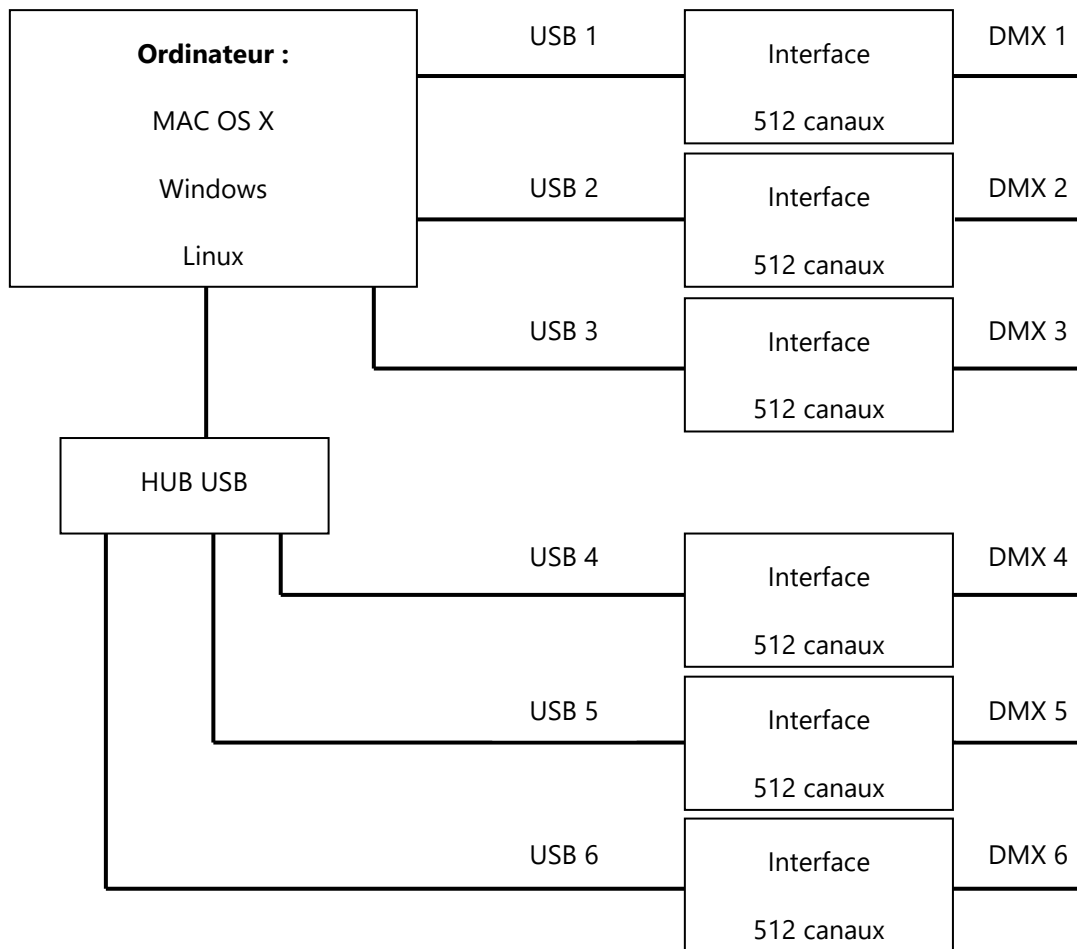 Ordinateur :
MAC OS X
Windows
Linux
USB 1
Interface
512 canaux
DMX 1
USB 2
Interface
512 canaux
DMX 2
USB 3
Interface
512 canaux
DMX 3
HUB USB
USB 4
Interface
512 canaux
DMX 4
USB 5
Interface
512 canaux
DMX 5
USB 6
Interface
512 canaux
DMX 6